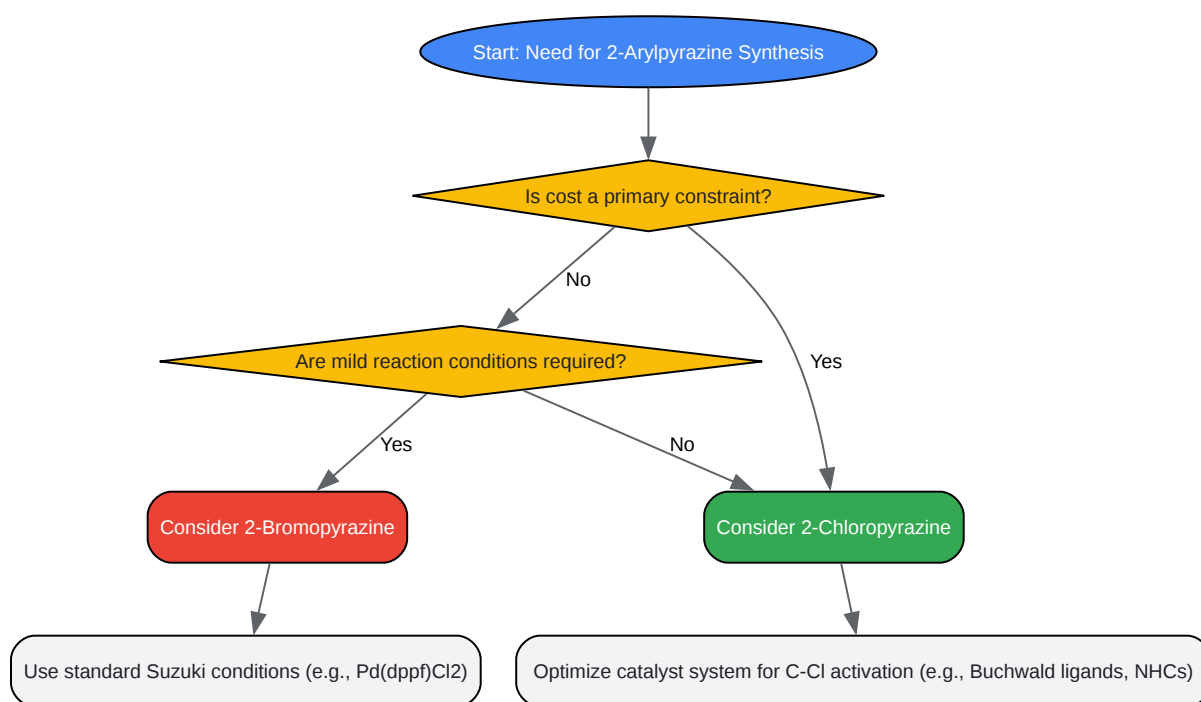 Start: Need for 2-Arylpyrazine Synthesis
Is cost a primary constraint?
No
Are mild reaction conditions required?
Yes
Yes
No
Consider 2-Bromopyrazine
Consider 2-Chloropyrazine
Use standard Suzuki conditions (e.g., Pd(dppf)Cl2)
Optimize catalyst system for C-Cl activation (e.g., Buchwald ligands, NHCs)